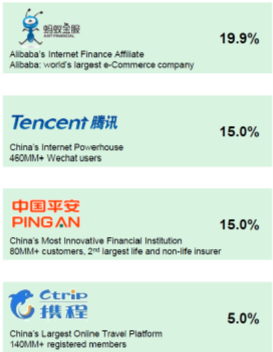 蚂蚁金服
ANT FINANCIAL
19.9%
Alibaba's Internet Finance Affiliate
Alibaba: world's largest e-Commerce company
Tencent 腾讯
15.0%
China's Internet Powerhouse
460MM+ Wechat users
中国平安
PING AN
15.0%
China's Most Innovative Financial Institution
80MM+ customers, 2nd largest life and non-life insurer
Ctrip
携程
5.0%
China's Largest Online Travel Platform
140MM+ registered members